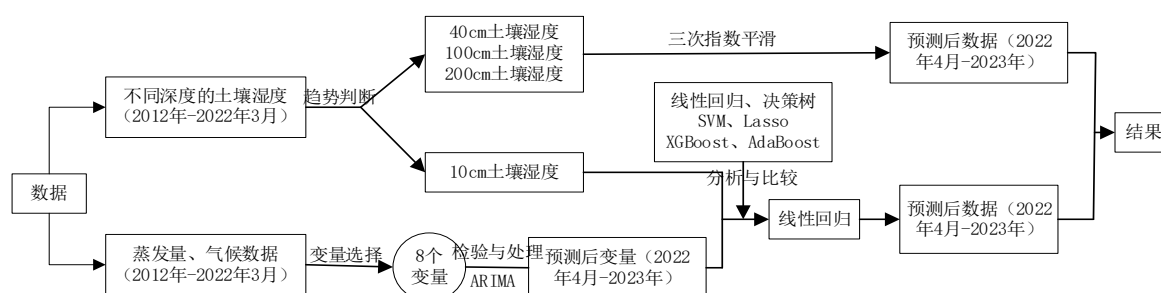 数据
不同深度的土壤湿度
（2012年-2022年3月）
趋势判断
40cm土壤湿度
100cm土壤湿度
200cm土壤湿度
三次指数平滑
预测后数据（2022
年4月-2023年）
10cm土壤湿度
线性回归、决策树
SVM、Lasso
XGBoost、AdaBoost
分析与比较
蒸发量、气候数据
（2012年-2022年3月）
变量选择
8个
变量
检验与处理
ARIMA
预测后变量（2022
年4月-2023年）
线性回归
预测后数据（2022
年4月-2023年）
结果